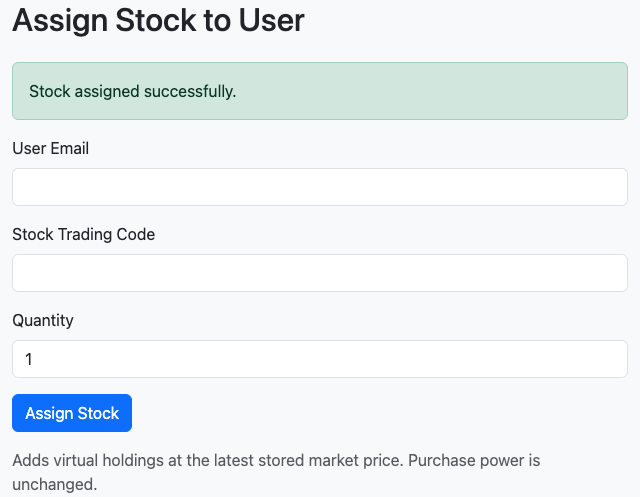 Assign Stock to User
Stock assigned successfully.
User Email
Stock Trading Code
Quantity
1
Assign Stock
Adds virtual holdings at the latest stored market price. Purchase power is
unchanged.